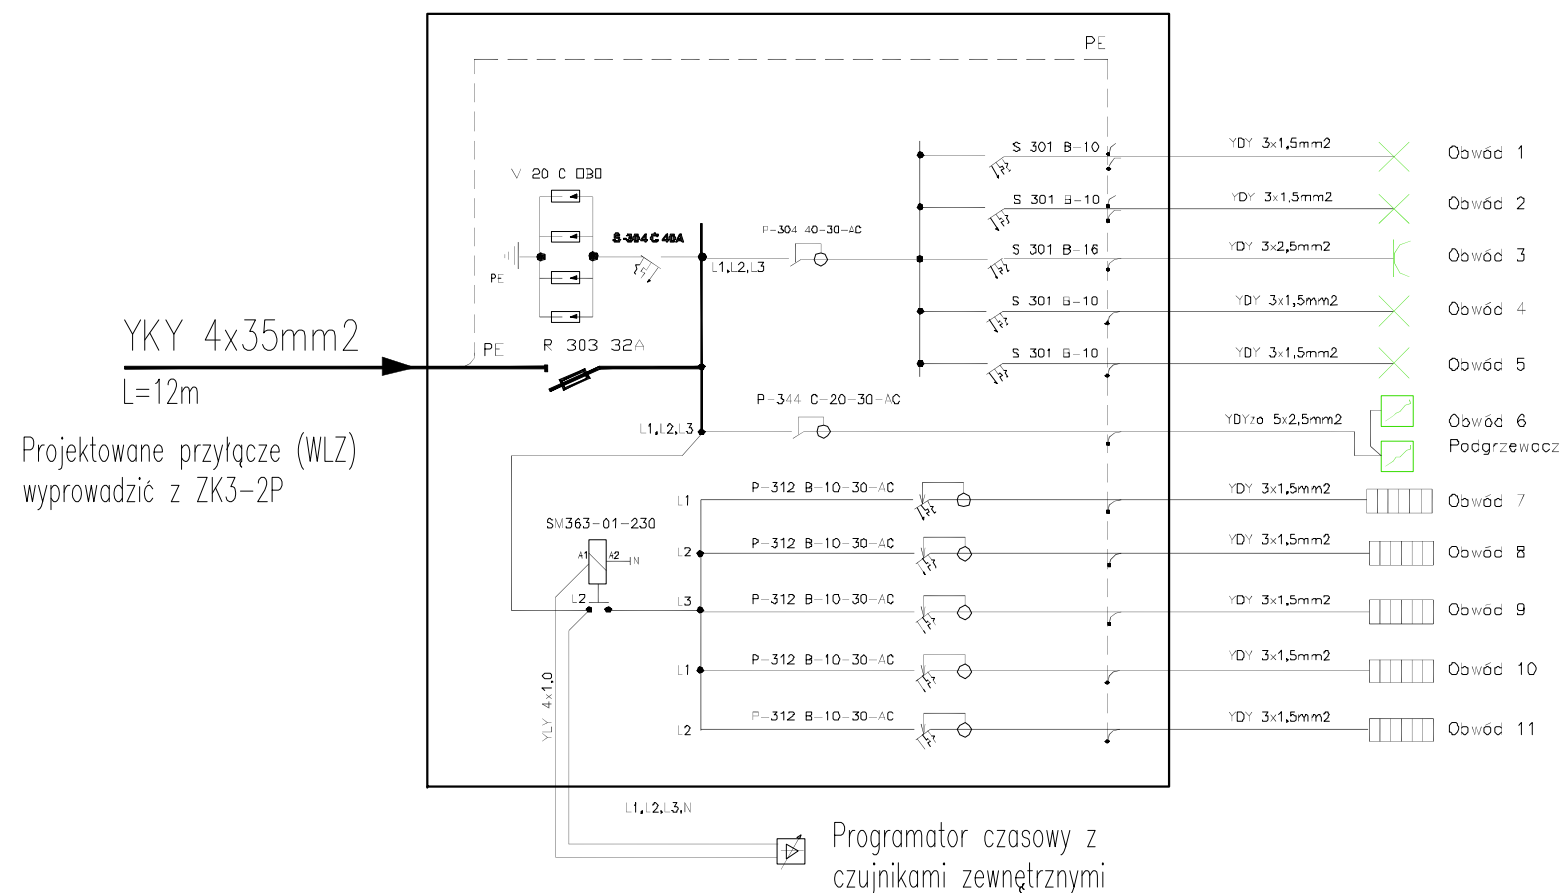 PE
S 301 B-10
YDY 3x1,5mm2
Obwód 1
V 20 C 030
S 301 B-10
YDY 3x1,5mm2
Obwód 2
S-304 C 40A
P-304 40-30-AC
S 301 B-16
YDY 3x2,5mm2
Obwód 3
PE
L1,L2,L3
S 301 B-10
YDY 3x1,5mm2
Obwód 4
YKY 4x35mm2
PE
R 303 32A
S 301 B-10
YDY 3x1,5mm2
Obwód 5
L=12m
P-344 C-20-30-AC
L1,L2,L3
YDYżo 5x2,5mm2
Obwód 6
Podgrzewacz
Projektowane przyłącze (WLZ)
wyprowadzić z ZK3-2P
L1
P-312 B-10-30-AC
YDY 3x1,5mm2
Obwód 7
SM363-01-230
A1
A2
N
L2
P-312 B-10-30-AC
YDY 3x1,5mm2
Obwód 8
L2
L3
P-312 B-10-30-AC
YDY 3x1,5mm2
Obwód 9
L1
P-312 B-10-30-AC
YDY 3x1,5mm2
Obwód 10
YLY 4x1.0
L2
P-312 B-10-30-AC
YDY 3x1,5mm2
Obwód 11
L1,L2,L3,N
Programator czasowy z
czujnikami zewnętrznymi